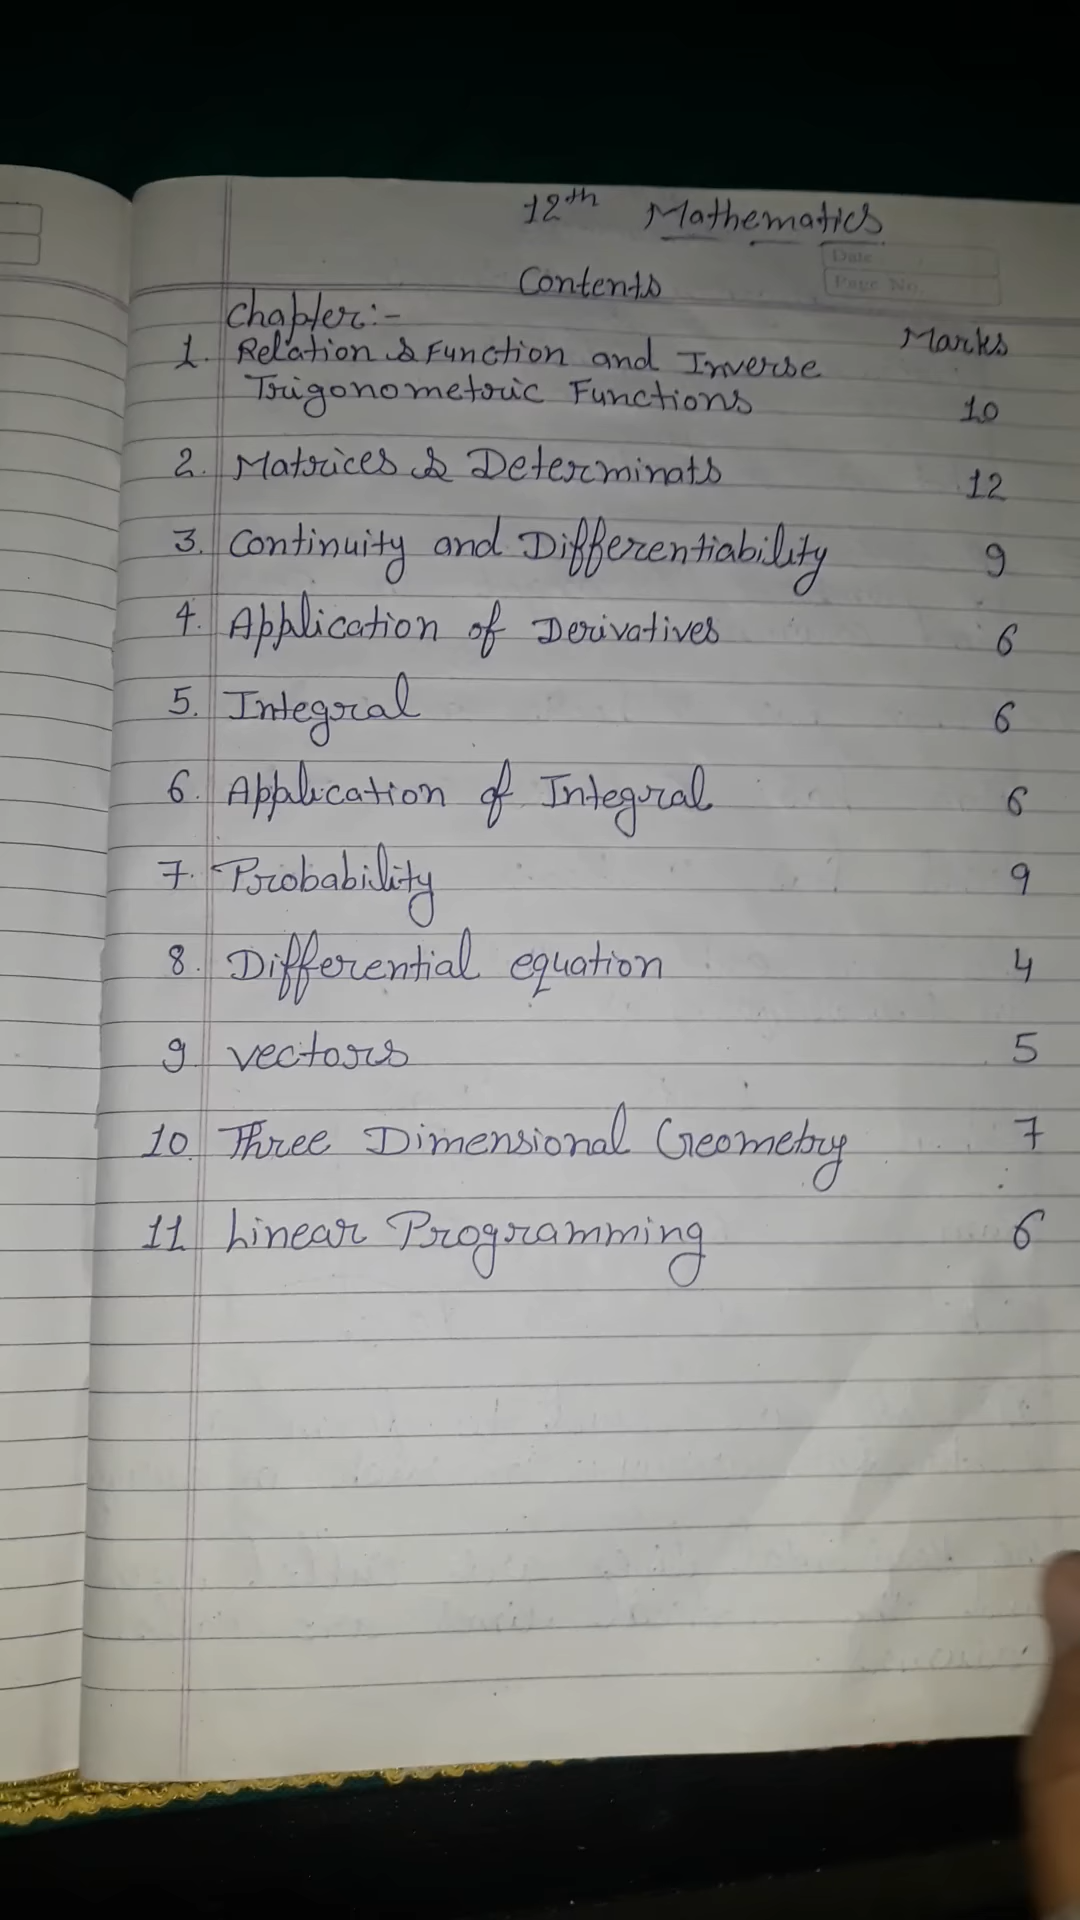 12th Mathematics
Date
Page No.
Contents
Chapter:-
Marks
1. Relation & Function and Inverse
Trigonometric Functions 10
2. Matrices & Determinats 12
3. Continuity and Differentiability 9
4. Application of Derivatives 6
5. Integral 6
6. Application of Integral 6
7. Probability 9
8. Differential equation 4
9. vectors 5
10. Three Dimensional Geometry 7
11. Linear Programming 6